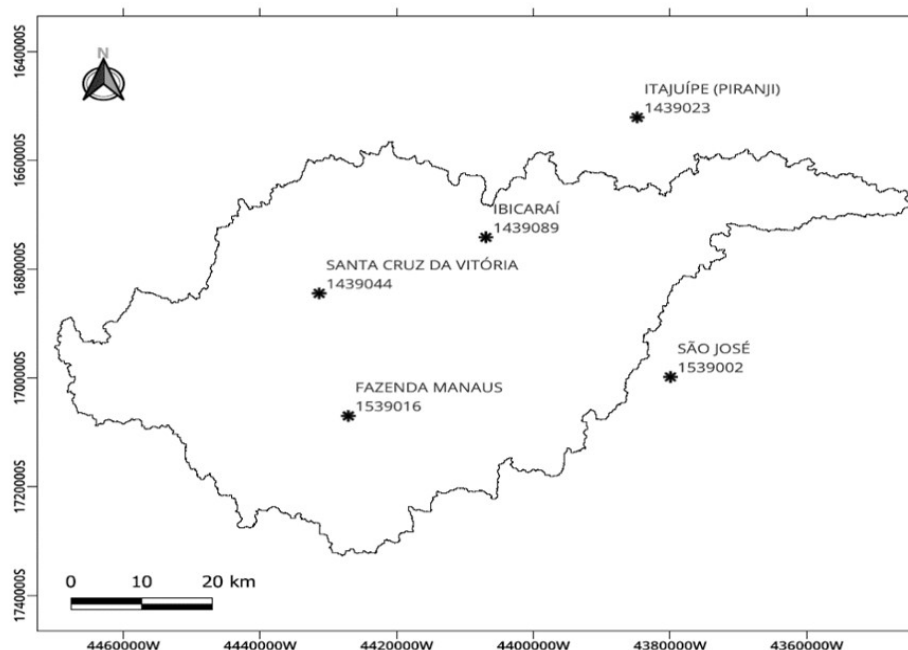 N
ITAJUÍPE (PIRANJI)
1439023
IBICARAÍ
1439089
SANTA CRUZ DA VITÓRIA
1439044
SÃO JOSÉ
1539002
FAZENDA MANAUS
1539016
0 10 20 km
1640000S
1660000S
1680000S
1700000S
1720000S
1740000S
4460000W 4440000W 4420000W 4400000W 4380000W 4360000W